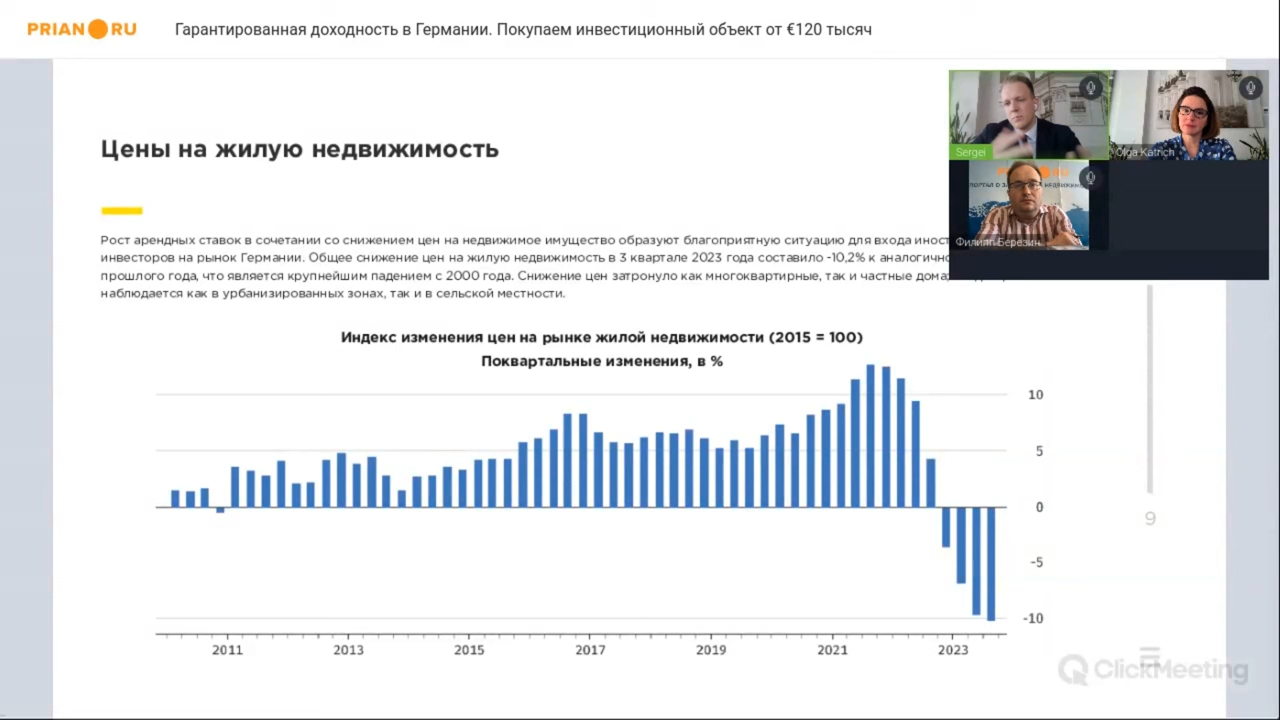 PRIAN RU
Гарантированная доходность в Германии. Покупаем инвестиционный объект от €120 тысяч
Sergei
Olga Katrich
Филипп Березин
Цены на жилую недвижимость
Рост арендных ставок в сочетании со снижением цен на недвижимое имущество образуют благоприятную ситуацию для входа
инвесторов на рынок Германии. Общее снижение цен на жилую недвижимость в 3 квартале 2023 года составило -10,2% к
прошлого года, что является крупнейшим падением с 2000 года. Снижение цен затронуло как многоквартирные, так и частные дома,
наблюдается как в урбанизированных зонах, так и в сельской местности.
Индекс изменения цен на рынке жилой недвижимости (2015 = 100)
Поквартальные изменения, в %
10
5
0
-5
-10
2011 2013 2015 2017 2019 2021 2023
9
ClickMeeting